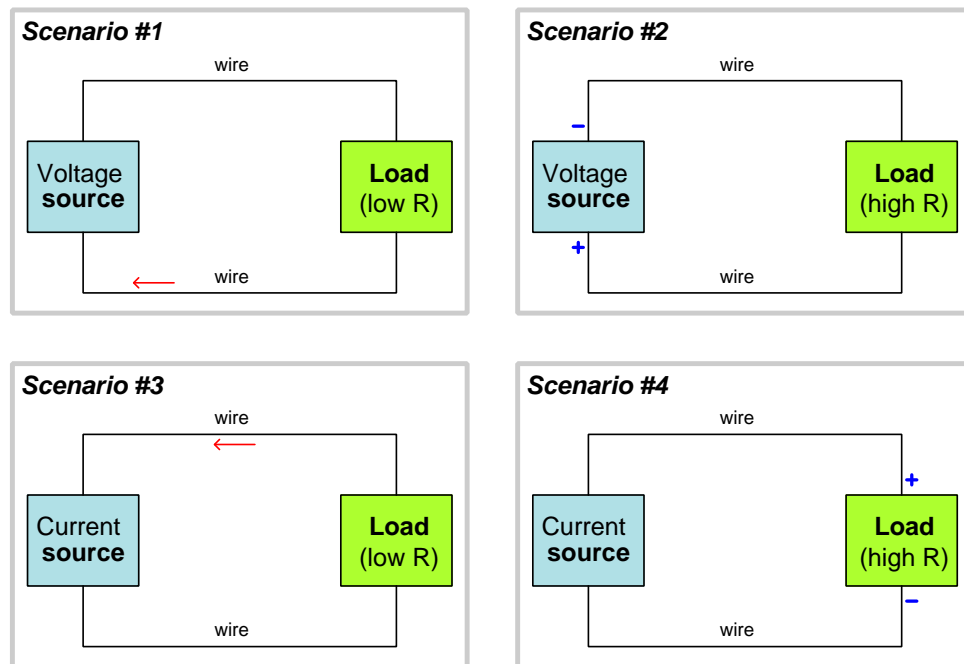 Scenario #1
wire
Voltage
source
Load
(low R)
wire
Scenario #2
wire
−
Voltage
source
+
Load
(high R)
wire
Scenario #3
wire
Current
source
Load
(low R)
wire
Scenario #4
wire
+
Current
source
Load
(high R)
−
wire